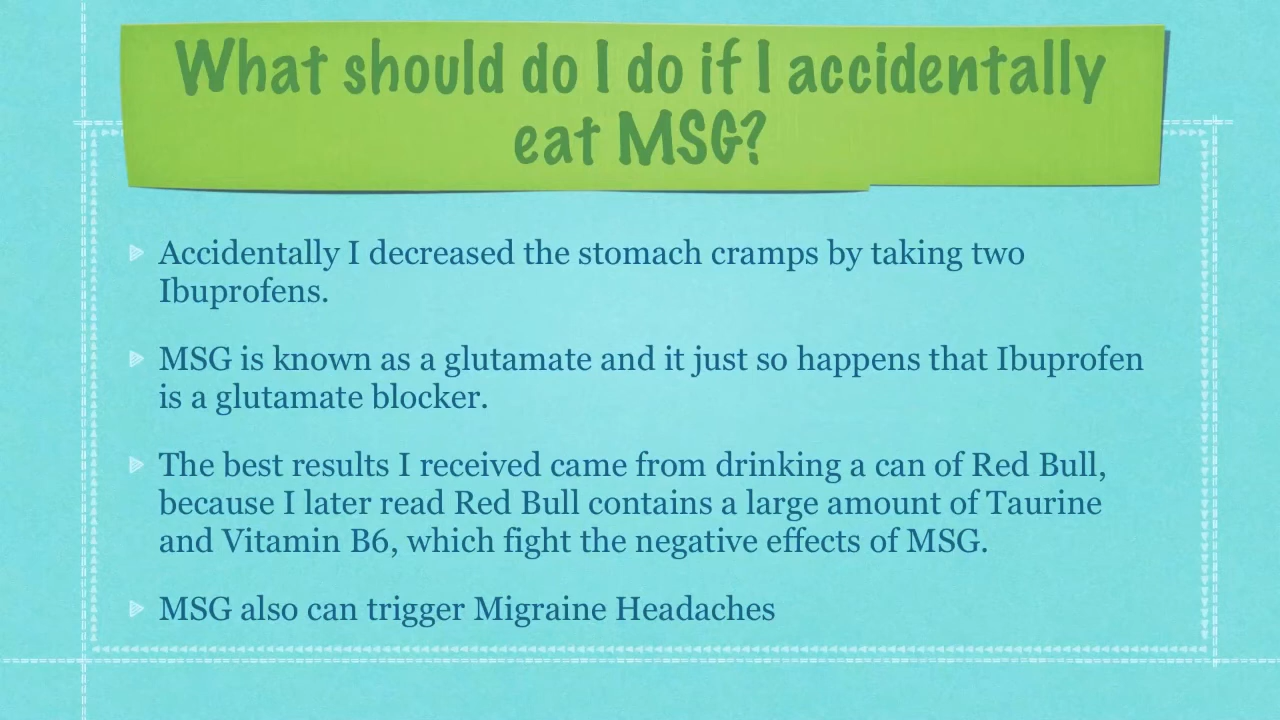 What should do I do if I accidentally
eat MSG?
Accidentally I decreased the stomach cramps by taking two
Ibuprofens.
MSG is known as a glutamate and it just so happens that Ibuprofen
is a glutamate blocker.
The best results I received came from drinking a can of Red Bull,
because I later read Red Bull contains a large amount of Taurine
and Vitamin B6, which fight the negative effects of MSG.
MSG also can trigger Migraine Headaches